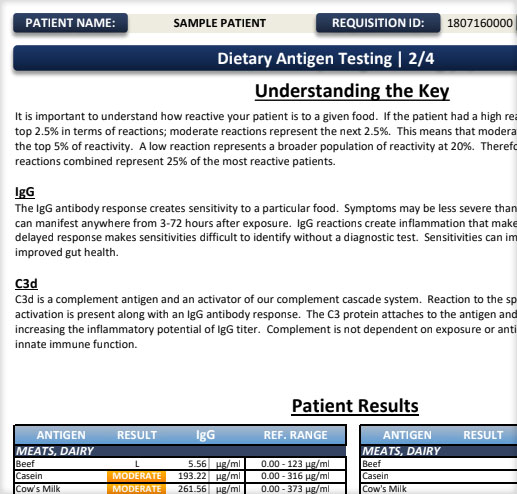 PATIENT NAME: SAMPLE PATIENT REQUISITION ID: 1807160000
Dietary Antigen Testing | 2/4
Understanding the Key
It is important to understand how reactive your patient is to a given food. If the patient had a high rea
top 2.5% in terms of reactions; moderate reactions represent the next 2.5%. This means that modera
the top 5% of reactivity. A low reaction represents a broader population of reactivity at 20%. Therefo
reactions combined represent 25% of the most reactive patients.
IgG
The IgG antibody response creates sensitivity to a particular food. Symptoms may be less severe than
can manifest anywhere from 3-72 hours after exposure. IgG reactions create inflammation that make
delayed response makes sensitivities difficult to identify without a diagnostic test. Sensitivities can im
improved gut health.
C3d
C3d is a complement antigen and an activator of our complement cascade system. Reaction to the sp
activation is present along with an IgG antibody response. The C3 protein attaches to the antigen and
increasing the inflammatory potential of IgG titer. Complement is not dependent on exposure or anti
innate immune function.
Patient Results
ANTIGEN RESULT IgG REF. RANGE ANTIGEN RESULT
MEATS, DAIRY MEATS, DAIRY
Beef L 5.56 µg/ml 0.00 - 123 µg/ml Beef
Casein MODERATE 193.22 µg/ml 0.00 - 316 µg/ml Casein
Cow's Milk MODERATE 261.56 µg/ml 0.00 - 373 µg/ml Cow's Milk